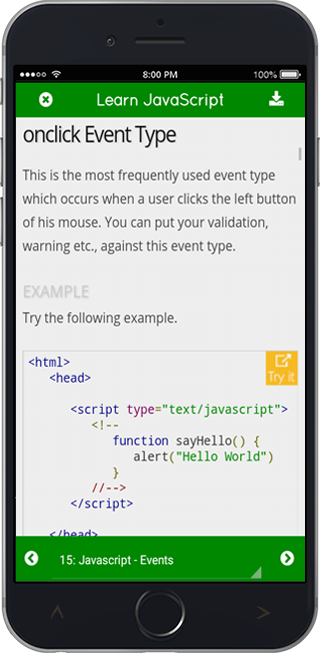 8:00 PM 100%
Learn JavaScript
onclick Event Type
This is the most frequently used event type
which occurs when a user clicks the left button
of his mouse. You can put your validation,
warning etc., against this event type.
EXAMPLE
Try the following example.
Try it
<html>
<head>
<script type="text/javascript">
<!--
function sayHello() {
alert("Hello World")
}
//-->
</script>
</head>
15: Javascript - Events